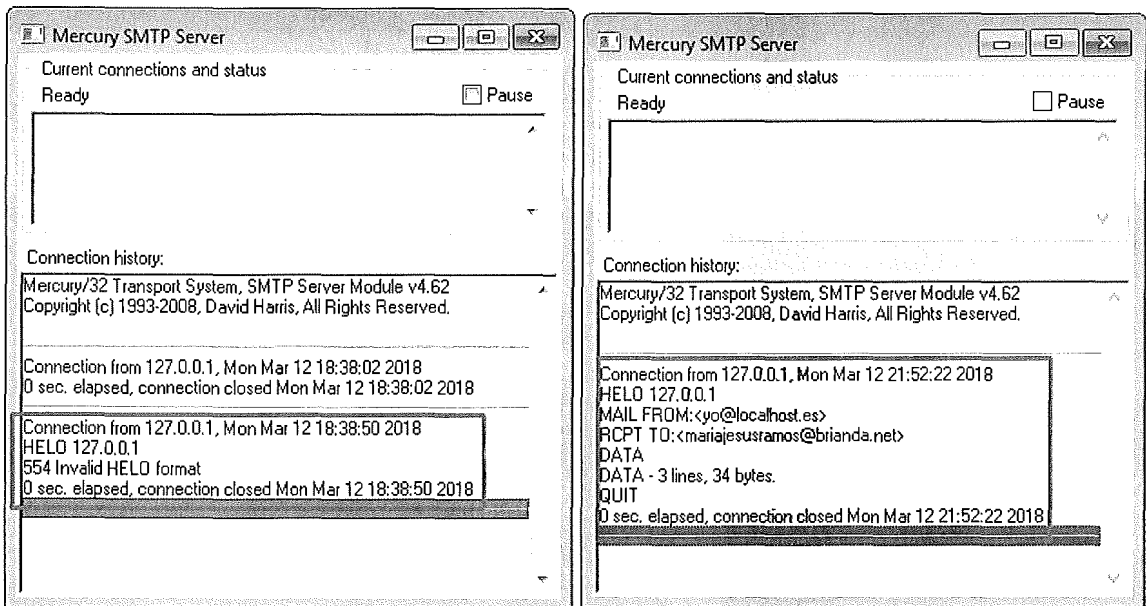 Mercury SMTP Server
Current connections and status
Ready
Pause
Connection history:
Mercury/32 Transport System, SMTP Server Module v4.62
Copyright (c) 1993-2008, David Harris, All Rights Reserved.
Connection from 127.0.0.1, Mon Mar 12 18:38:02 2018
0 sec. elapsed, connection closed Mon Mar 12 18:38:02 2018
Connection from 127.0.0.1, Mon Mar 12 18:38:50 2018
HELO 127.0.0.1
554 Invalid HELO format
0 sec. elapsed, connection closed Mon Mar 12 18:38:50 2018
Mercury SMTP Server
Current connections and status
Ready
Pause
Connection history:
Mercury/32 Transport System, SMTP Server Module v4.62
Copyright (c) 1993-2008, David Harris, All Rights Reserved.
Connection from 127.0.0.1, Mon Mar 12 21:52:22 2018
HELO 127.0.0.1
MAIL FROM:<yo@localhost.es>
RCPT TO:<mariajesusramos@brianda.net>
DATA
DATA - 3 lines, 34 bytes.
QUIT
0 sec. elapsed, connection closed Mon Mar 12 21:52:22 2018